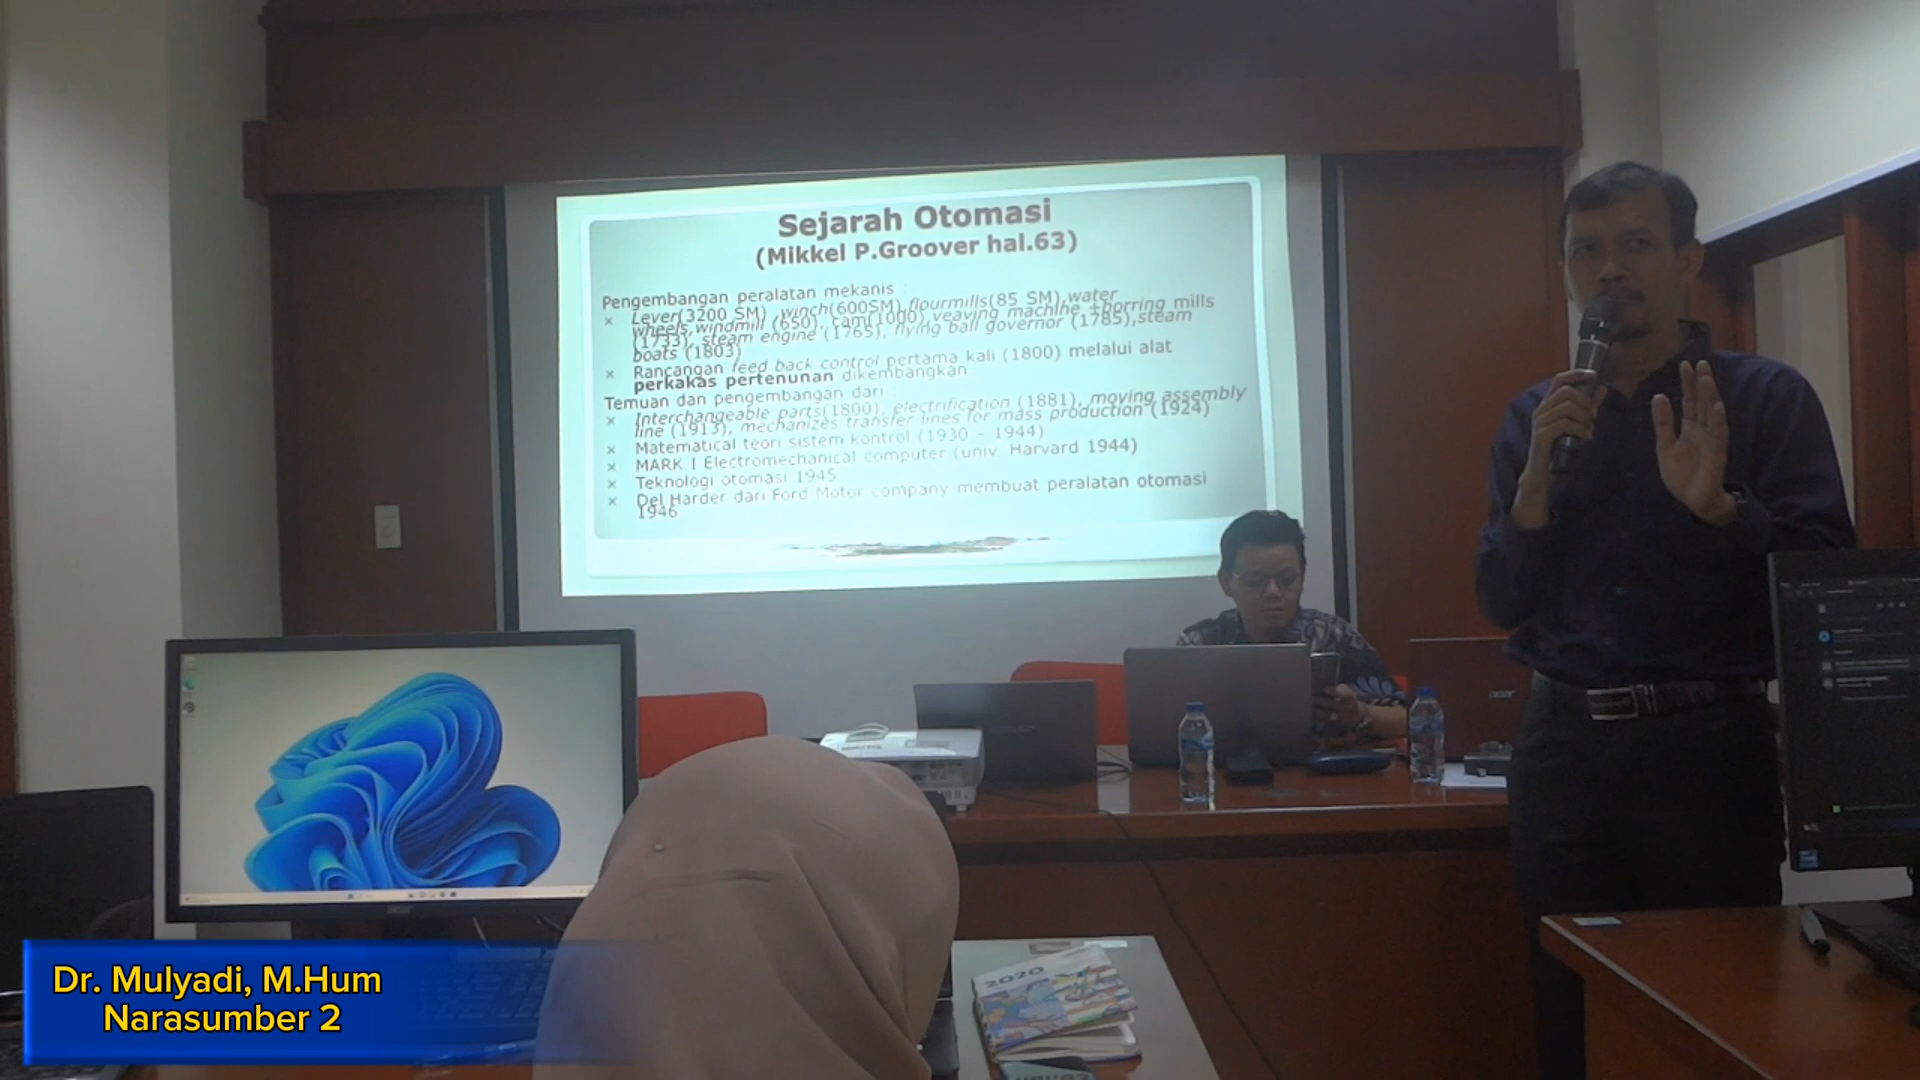 Sejarah Otomasi
(Mikkel P.Groover hal.63)
Pengembangan peralatan mekanis :
× Lever(3200 SM) ,winch(600SM),flourmills(85 SM),water
wheels,windmill (650), cam(1000),veaving machine +borring mills
(1733), steam engine (1765), flying ball governor (1785),steam
boats (1803)
× Rancangan feed back control pertama kali (1800) melalui alat
perkakas pertenunan dikembangkan
Temuan dan pengembangan dari :
× Interchangeable parts(1800), electrification (1881), moving assembly
line (1913), mechanizes transfer lines for mass production (1924)
× Matematical teori sistem kontrol (1930 - 1944)
× MARK I Electromechanical computer (univ. Harvard 1944)
× Teknologi otomasi 1945
× Del Harder dari Ford Motor company membuat peralatan otomasi
1946
acer
acer
2020
Dr. Mulyadi, M.Hum
Narasumber 2